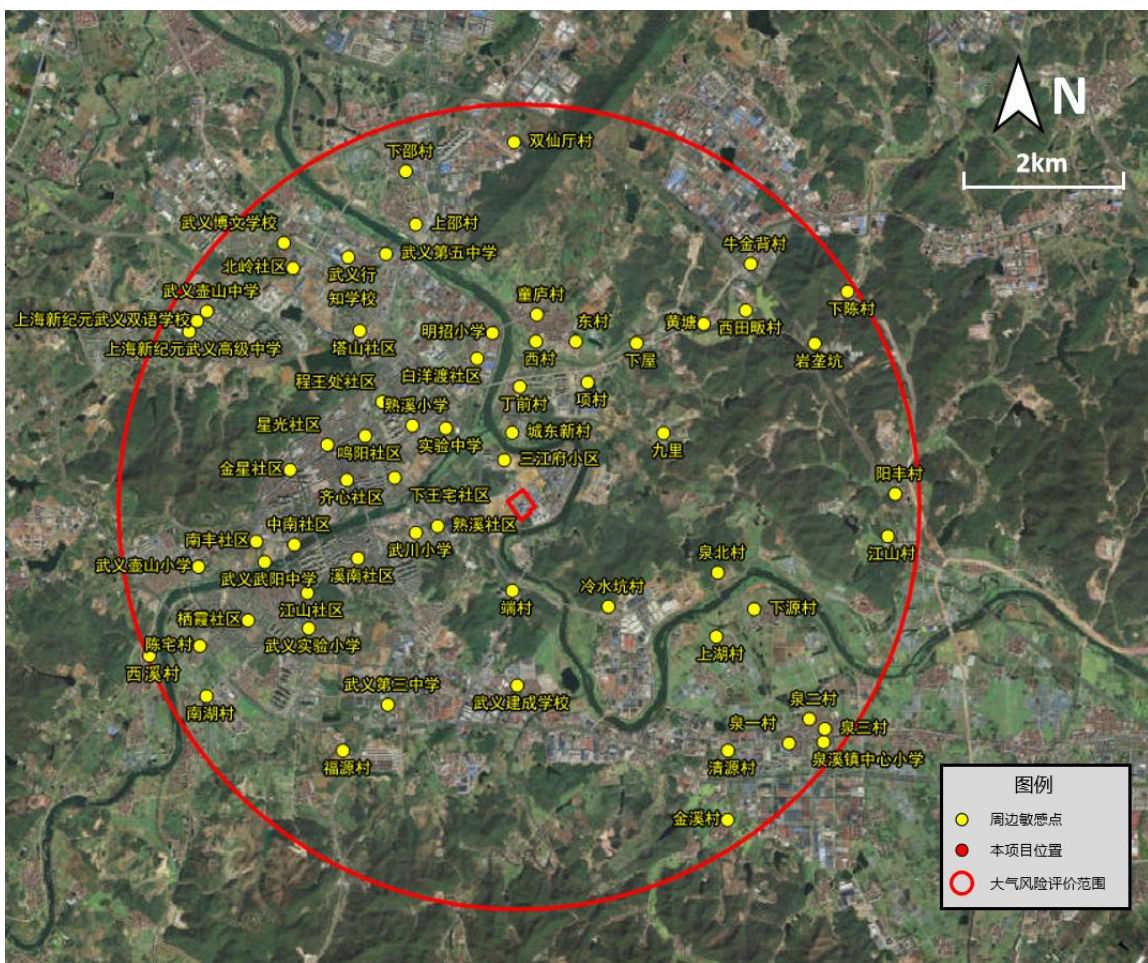 N
2km
双仙厅村
下邵村
上邵村
武义博文学校
武义第五中学
牛金背村
北岭社区
武义行
知学校
武义壶山中学
下陈村
童庐村
上海新纪元武义双语学校
明招小学
东村
黄塘
西田畈村
上海新纪元武义高级中学
塔山社区
西村
下屋
岩垄坑
白洋渡社区
程王处社区
丁前村
项村
熟溪小学
星光社区
鸣阳社区
实验中学
城东新村
九里
金星社区
三江府小区
阳丰村
齐心社区
下王宅社区
中南社区
熟溪社区
南丰社区
武川小学
江山村
泉北村
武义壶山小学
武义武阳中学
溪南社区
端村
冷水坑村
下源村
江山社区
栖霞社区
武义实验小学
上湖村
陈宅村
西溪村
武义第三中学
武义建成学校
南湖村
泉二村
泉一村
泉三村
福源村
清源村
泉溪镇中心小学
金溪村
图例
周边敏感点
本项目位置
大气风险评价范围